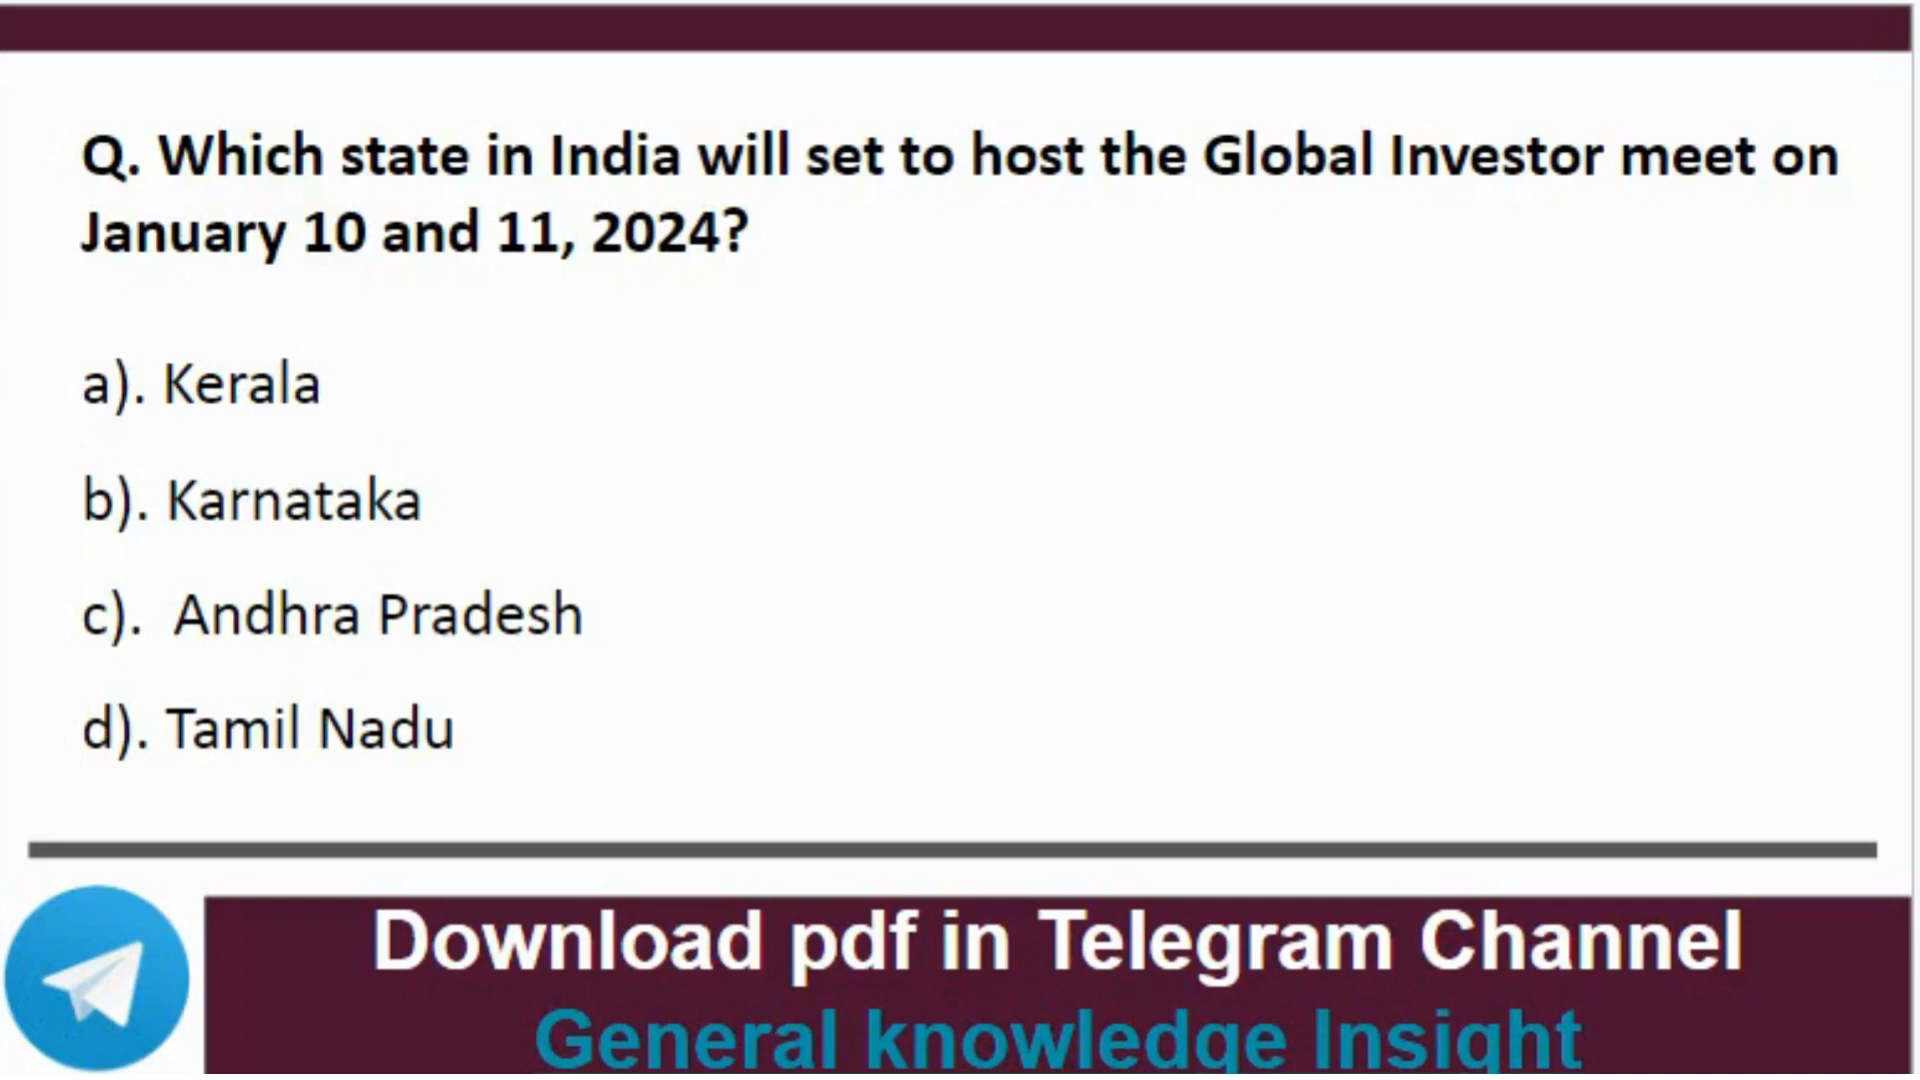 Q. Which state in India will set to host the Global Investor meet on
January 10 and 11, 2024?
a). Kerala
b). Karnataka
c).  Andhra Pradesh
d). Tamil Nadu
Download pdf in Telegram Channel
General knowledge Insight